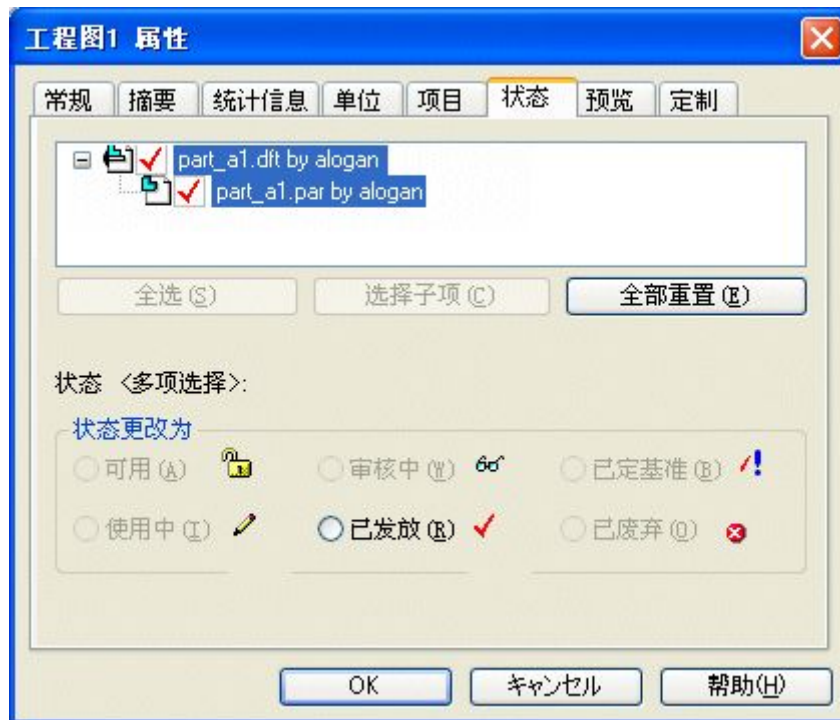 工程图1 属性
常规 摘要 统计信息 单位 项目 状态 预览 定制
part_a1.dft by alogan
part_a1.par by alogan
全选(S) 选择子项(C) 全部重置(E)
状态 <多项选择>:
状态更改为
可用(A) 审核中(W) 已定基准(B)
使用中(I) 已发放(R) 已废弃(O)
OK キャンセル 帮助(H)